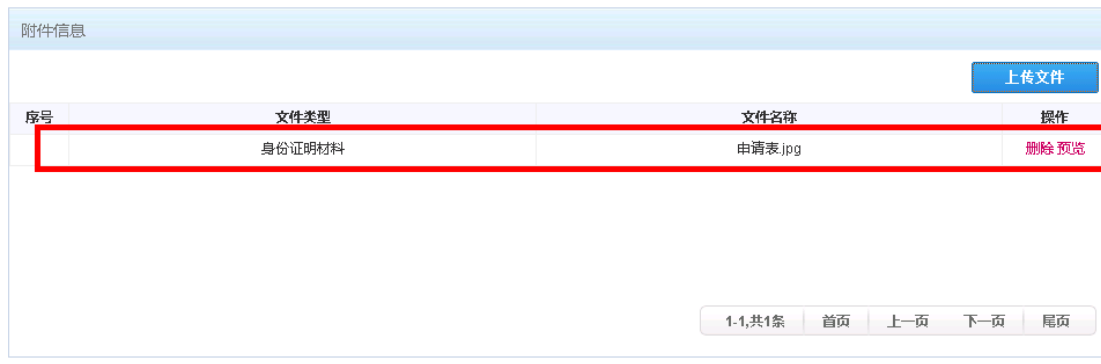 附件信息
上传文件
序号 文件类型 文件名称 操作
身份证明材料 申请表.jpg 删除 预览
1-1,共1条 首页 上一页 下一页 尾页